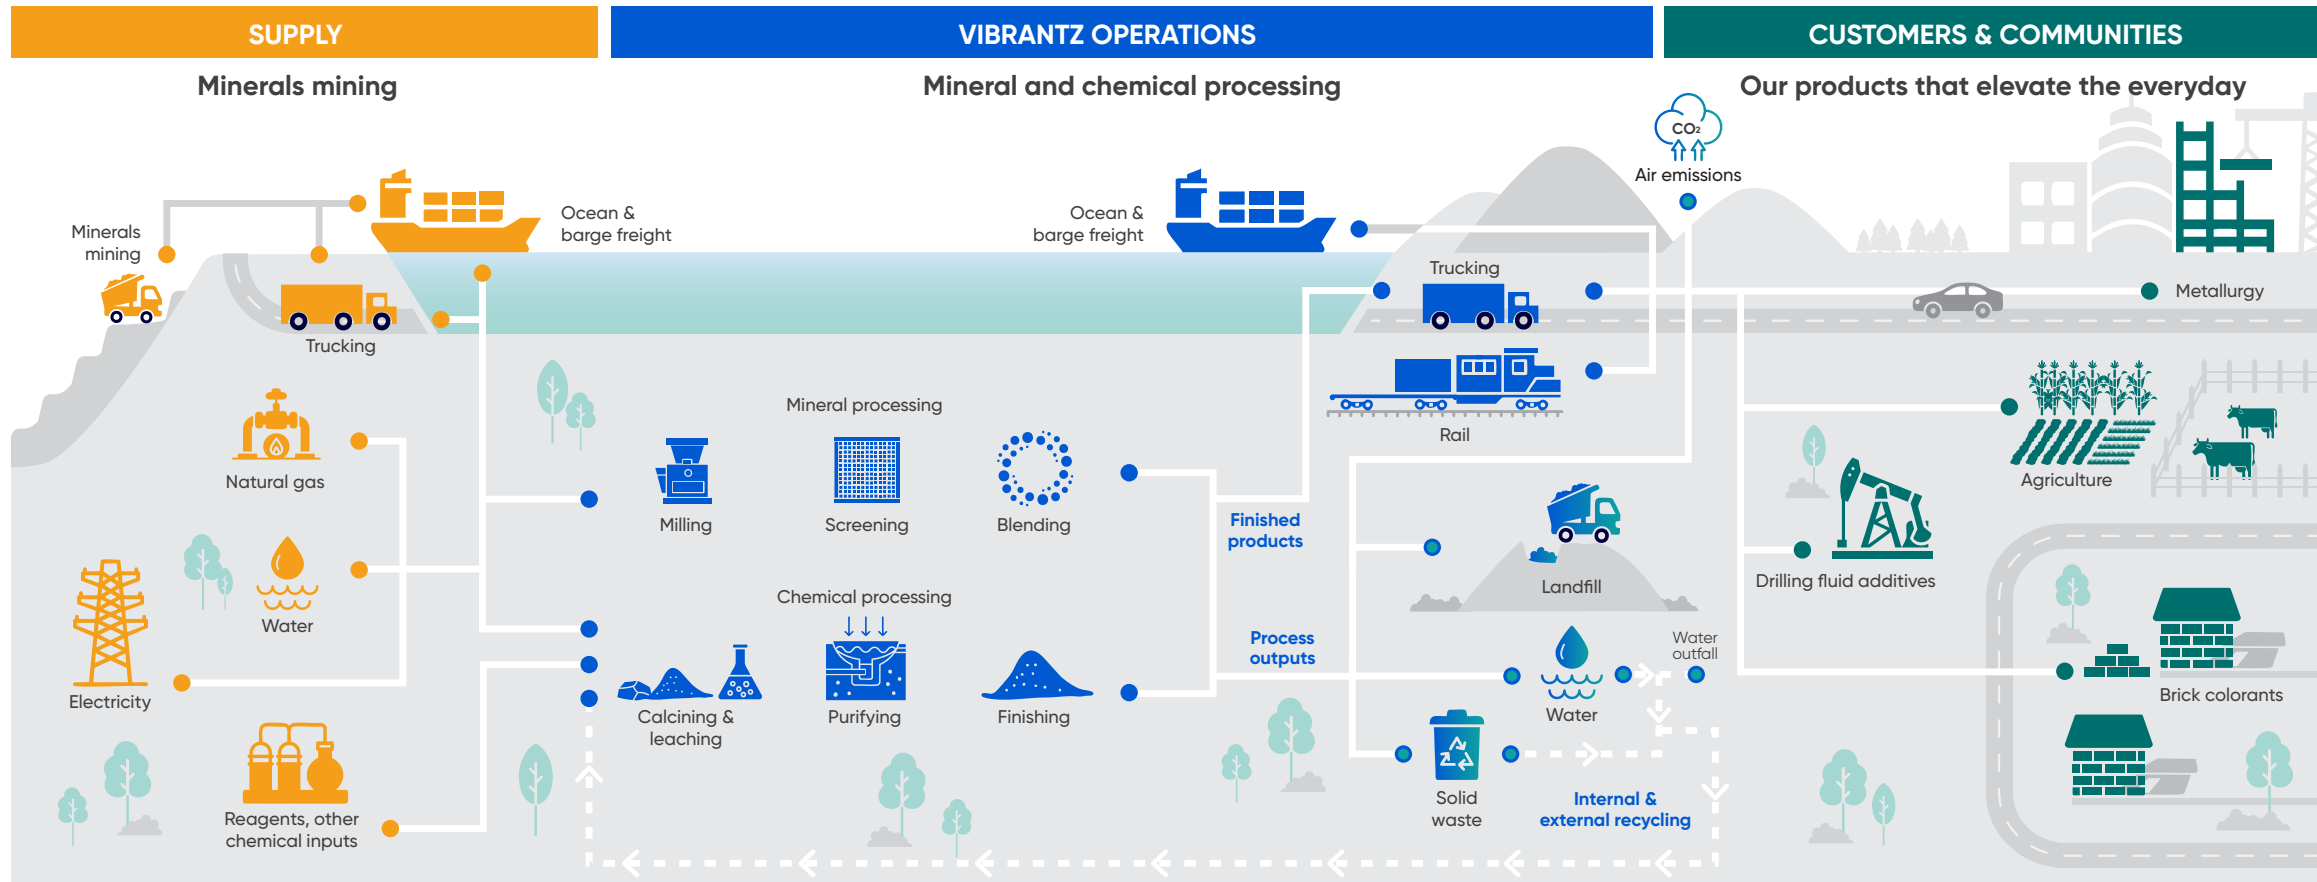 SUPPLY
VIBRANTZ OPERATIONS
CUSTOMERS & COMMUNITIES
Minerals mining
Mineral and chemical processing
Our products that elevate the everyday
CO₂
Air emissions
Minerals
mining
Ocean &
barge freight
Trucking
Natural gas
Water
Electricity
Reagents, other
chemical inputs
Ocean &
barge freight
Trucking
Rail
Mineral processing
Milling
Screening
Blending
Finished
products
Chemical processing
Calcining &
leaching
Purifying
Finishing
Process
outputs
Landfill
Water
Water
outfall
Solid
waste
Internal &
external recycling
Metallurgy
Agriculture
Drilling fluid additives
Brick colorants